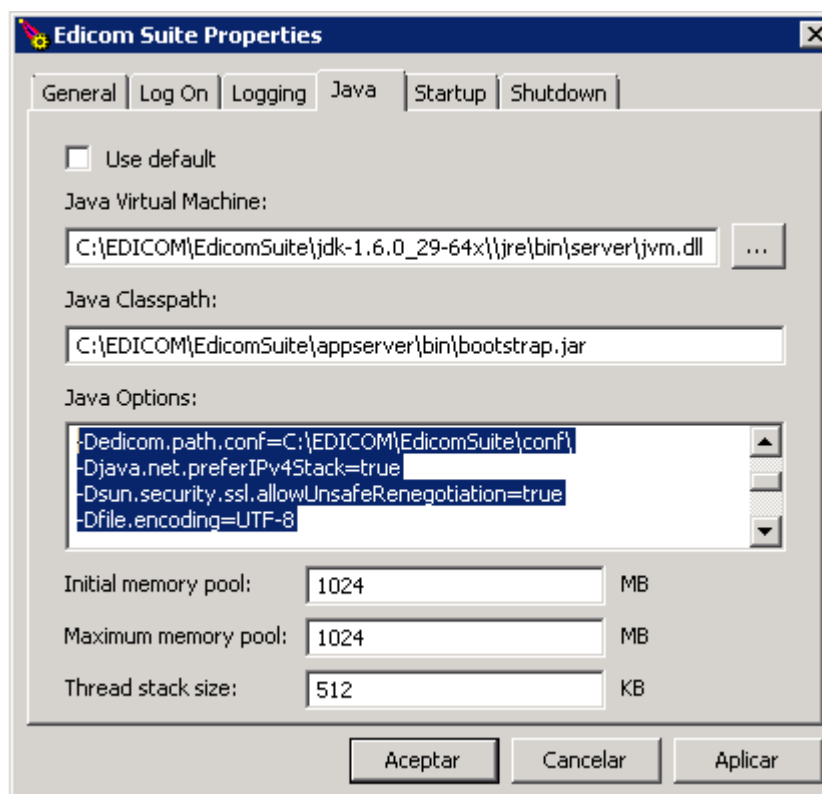 Edicom Suite Properties
General Log On Logging Java Startup Shutdown
Use default
Java Virtual Machine:
C:\EDICOM\EdicomSuite\jdk-1.6.0_29-64x\\jre\bin\server\jvm.dll ...
Java Classpath:
C:\EDICOM\EdicomSuite\appserver\bin\bootstrap.jar
Java Options:
-Dedicom.path.conf=C:\EDICOM\EdicomSuite\conf\
-Djava.net.preferIPv4Stack=true
-Dsun.security.ssl.allowUnsafeRenegotiation=true
-Dfile.encoding=UTF-8
Initial memory pool: 1024 MB
Maximum memory pool: 1024 MB
Thread stack size: 512 KB
Aceptar Cancelar Aplicar